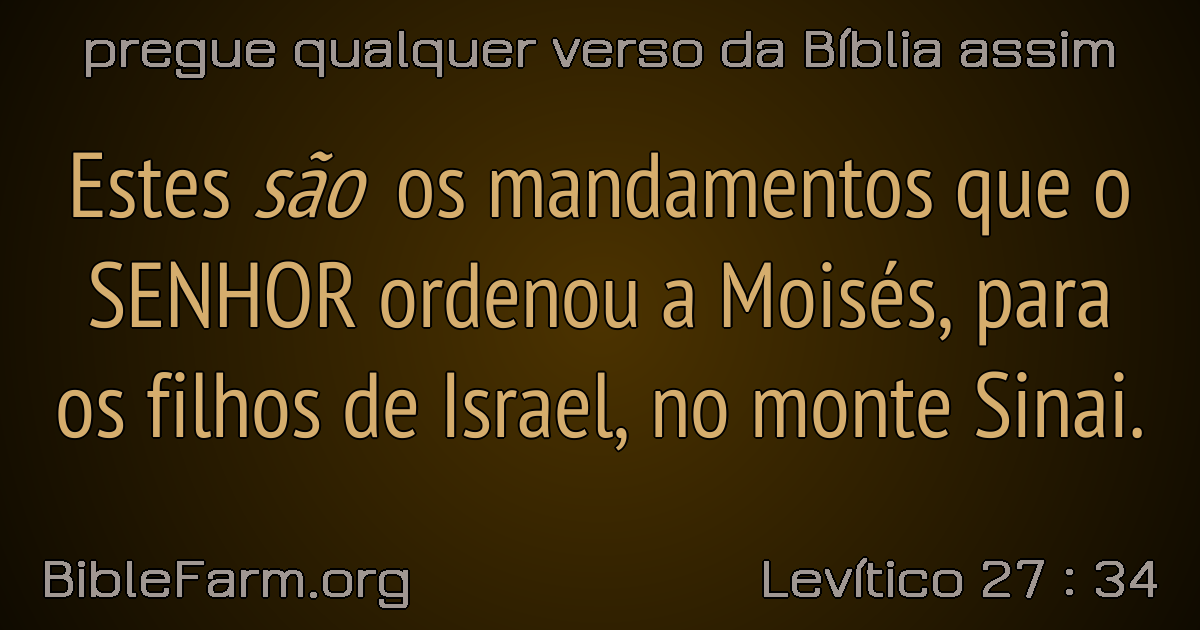 pregue qualquer verso da Bíblia assim
Estes são os mandamentos que o
SENHOR ordenou a Moisés, para
os filhos de Israel, no monte Sinai.
BibleFarm.org
Levítico 27 : 34